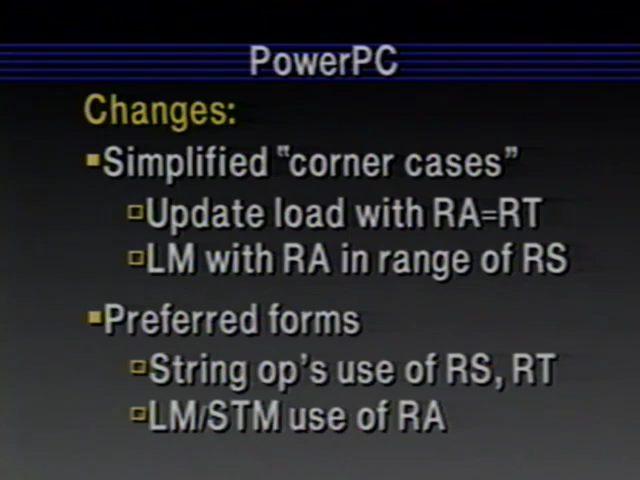 PowerPC
Changes:
▪Simplified “corner cases”
▫Update load with RA=RT
▫LM with RA in range of RS
▪Preferred forms
▫String op's use of RS, RT
▫LM/STM use of RA